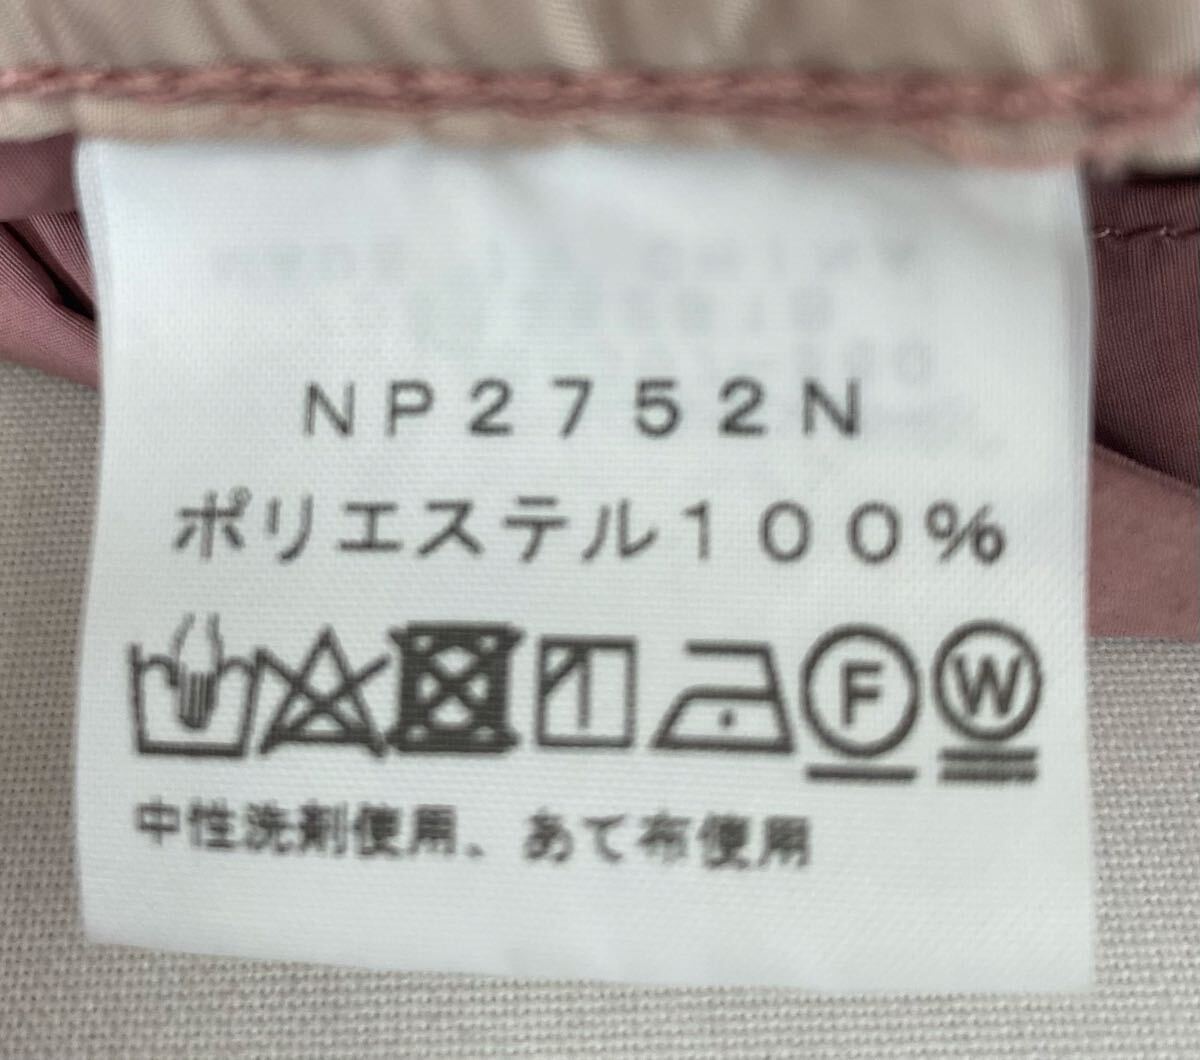 ＮＰ２７５２Ｎ
ポリエステル１００％
F W
中性洗剤使用、あて布使用